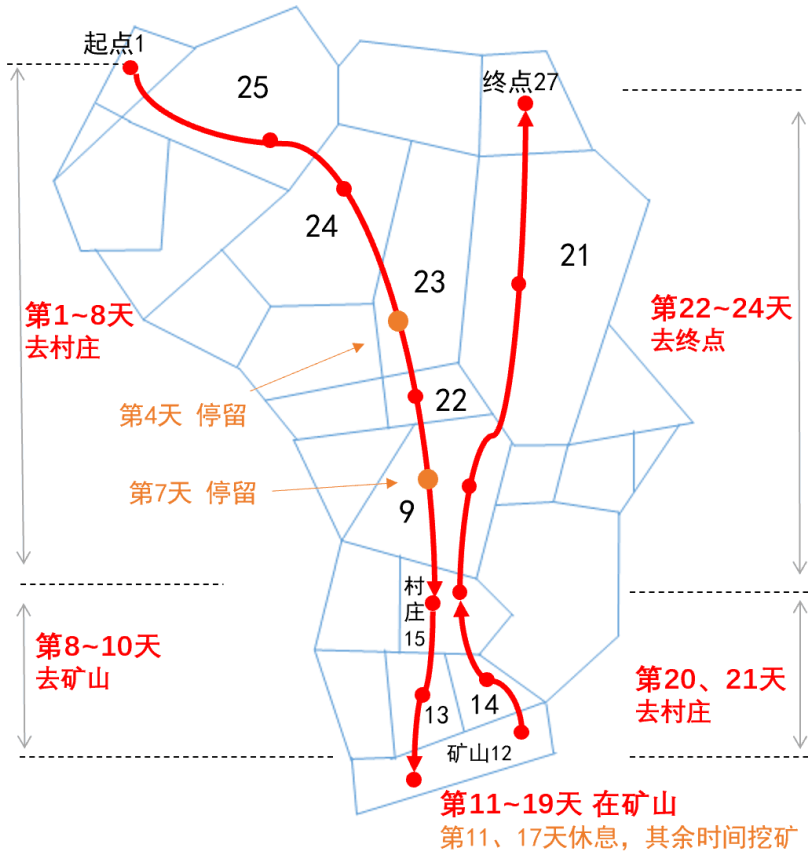 起点1
终点27
25
24
21
23
第1~8天
去村庄
第22~24天
去终点
22
第4天 停留
第7天 停留
9
村
庄
15
第8~10天
去矿山
第20、21天
去村庄
14
13
矿山12
第11~19天 在矿山
第11、17天休息，其余时间挖矿